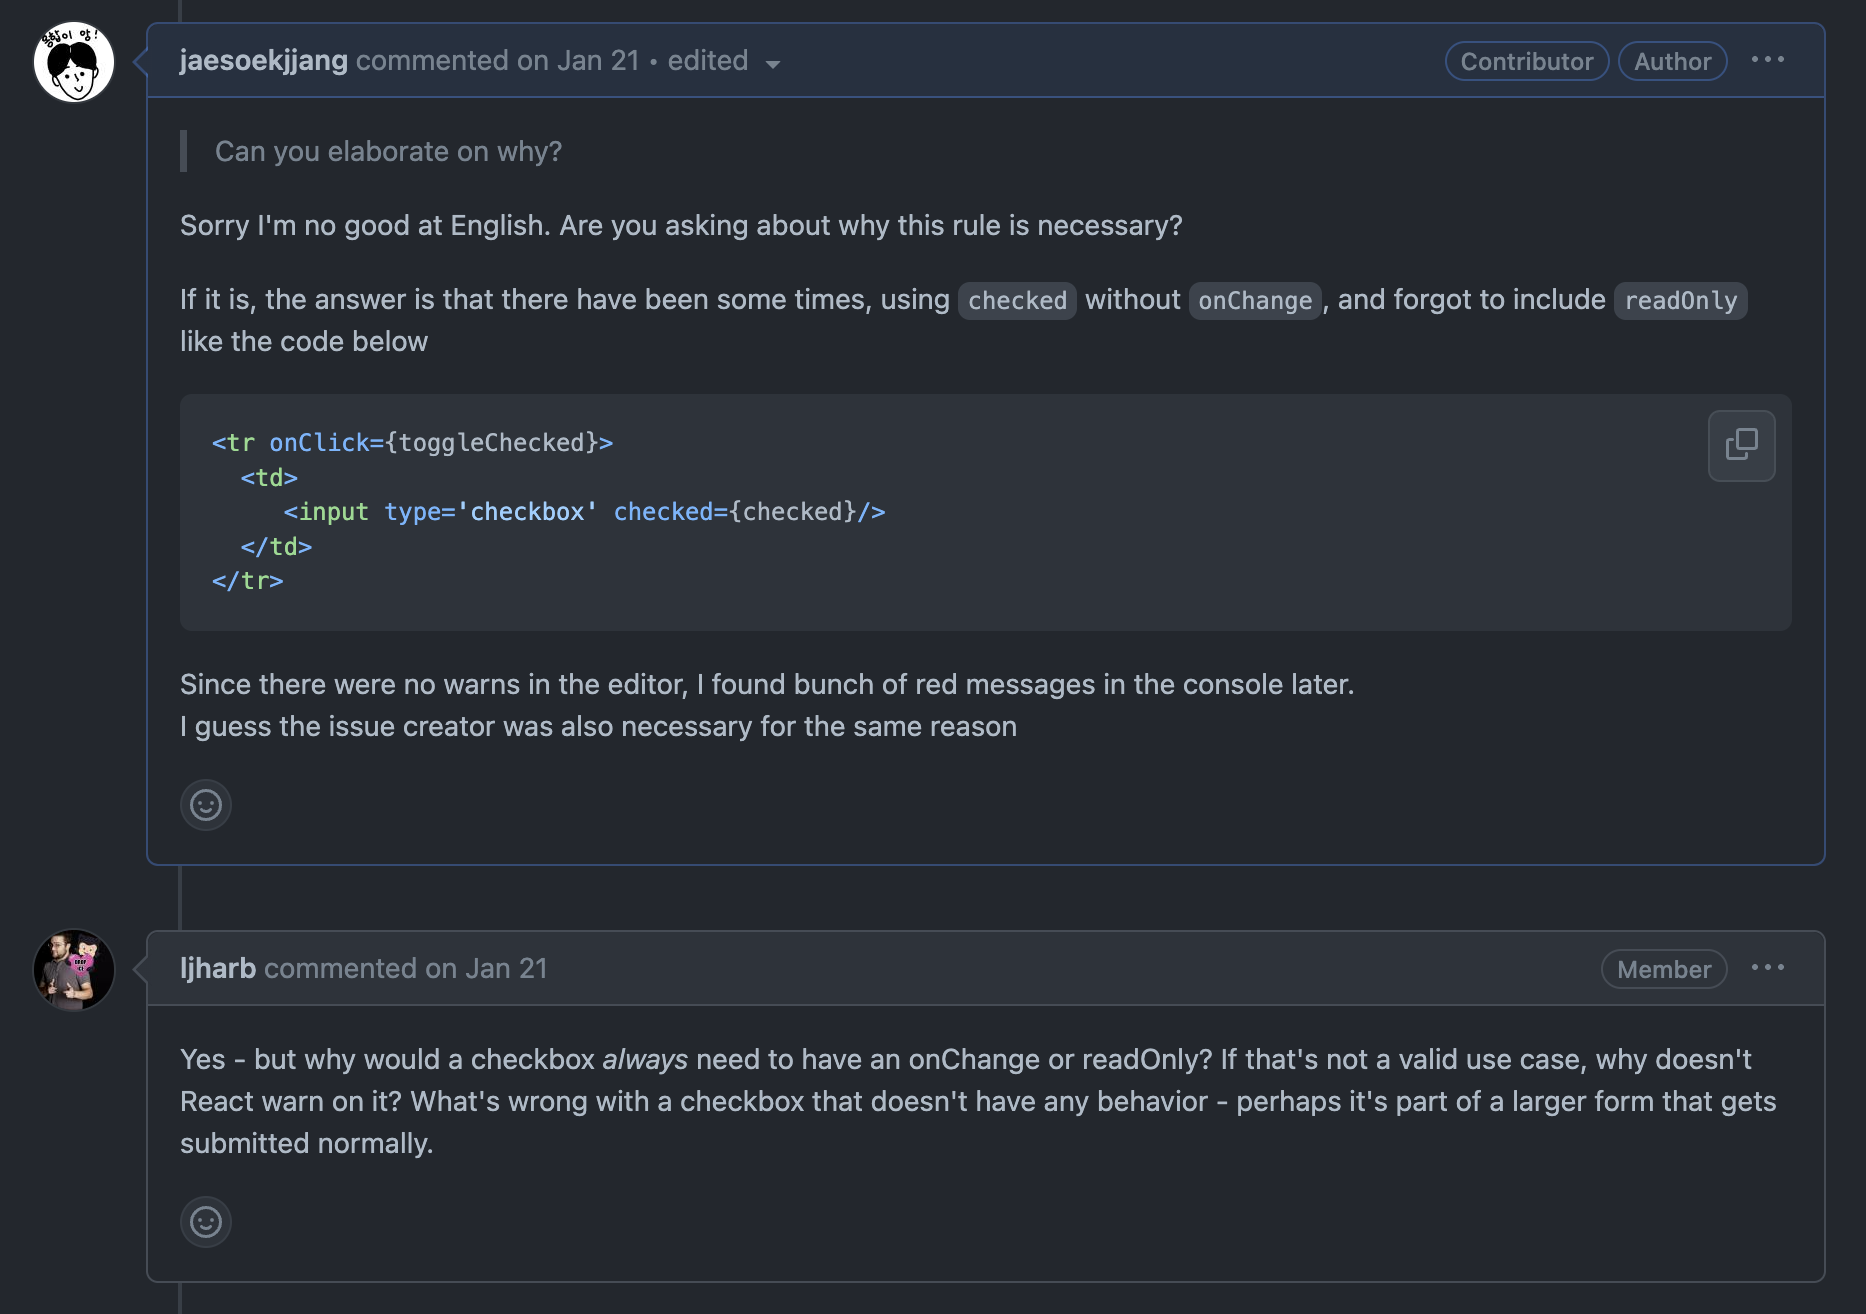 용합이 앙!
jaesoekjjang commented on Jan 21 • edited
Contributor
Author
Can you elaborate on why?
Sorry I'm no good at English. Are you asking about why this rule is necessary?
If it is, the answer is that there have been some times, using checked without onChange, and forgot to include readOnly
like the code below
<tr onClick={toggleChecked}>
  <td>
     <input type='checkbox' checked={checked}/>
  </td>
</tr>
Since there were no warns in the editor, I found bunch of red messages in the console later.
I guess the issue creator was also necessary for the same reason
ljharb commented on Jan 21
Member
Yes - but why would a checkbox always need to have an onChange or readOnly? If that's not a valid use case, why doesn't
React warn on it? What's wrong with a checkbox that doesn't have any behavior - perhaps it's part of a larger form that gets
submitted normally.